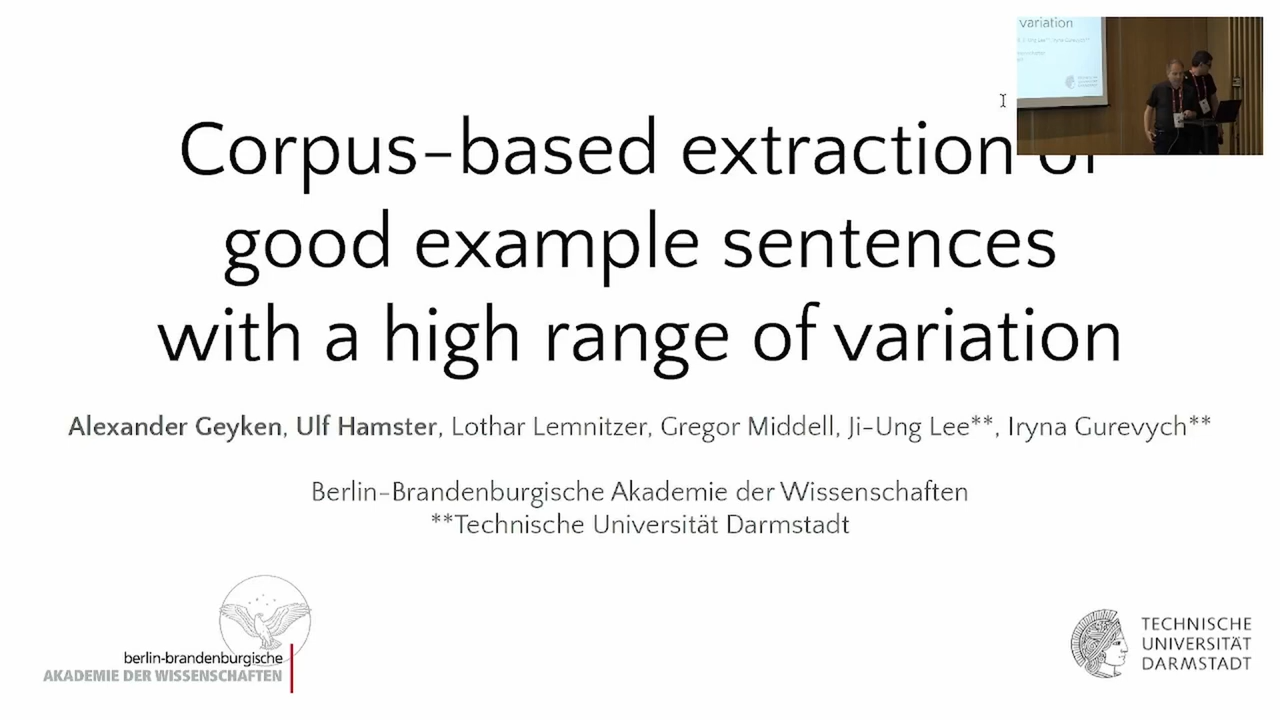 variation
Corpus-based extraction of
good example sentences
with a high range of variation
Alexander Geyken, Ulf Hamster, Lothar Lemnitzer, Gregor Middell, Ji-Ung Lee**, Iryna Gurevych**
Berlin-Brandenburgische Akademie der Wissenschaften
**Technische Universität Darmstadt
berlin-brandenburgische
AKADEMIE DER WISSENSCHAFTEN
TECHNISCHE
UNIVERSITÄT
DARMSTADT